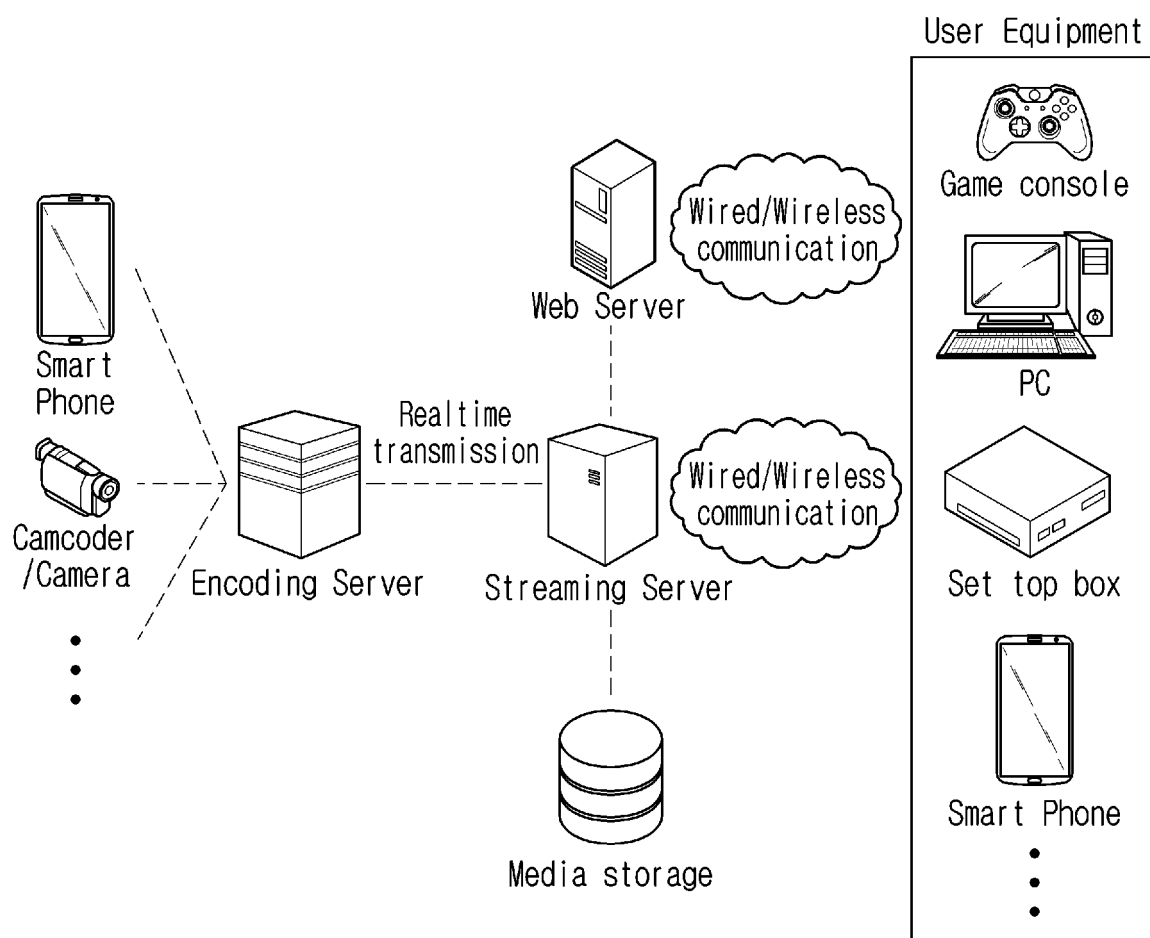 User Equipment
Game console
Wired/Wireless
communication
Web Server
Smart
Phone
PC
Realtime
transmission
Wired/Wireless
communication
Camcoder
/Camera
Encoding Server
Streaming Server
Set top box
Smart Phone
Media storage